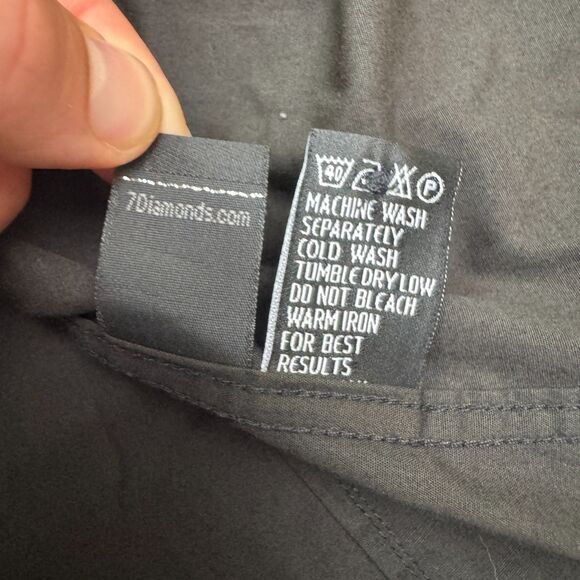 7Diamonds.com
40 P
MACHINE WASH
SEPARATELY
COLD WASH
TUMBLE DRY LOW
DO NOT BLEACH
WARM IRON
FOR BEST
RESULTS